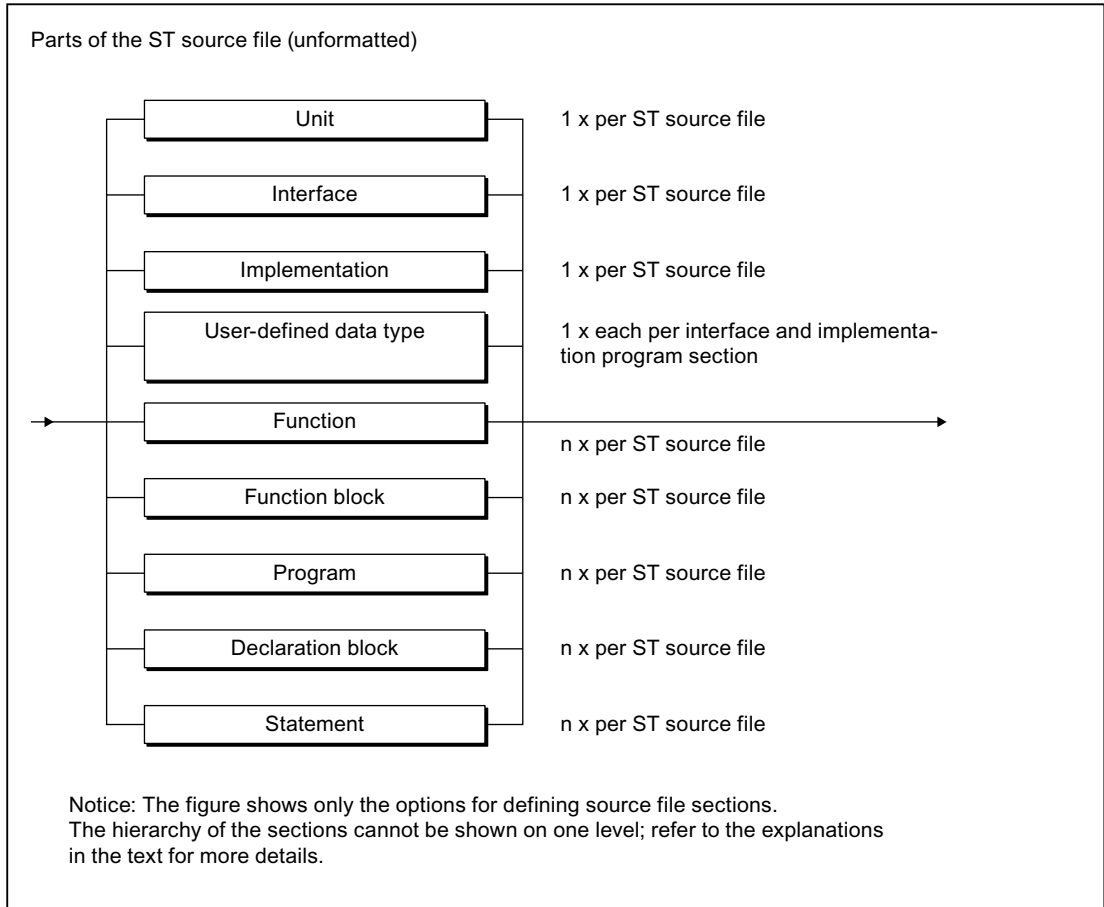 Parts of the ST source file (unformatted)
Unit
1 x per ST source file
Interface
1 x per ST source file
Implementation
1 x per ST source file
User-defined data type
1 x each per interface and implementa-
tion program section
Function
n x per ST source file
Function block
n x per ST source file
Program
n x per ST source file
Declaration block
n x per ST source file
Statement
n x per ST source file
Notice: The figure shows only the options for defining source file sections.
The hierarchy of the sections cannot be shown on one level; refer to the explanations
in the text for more details.